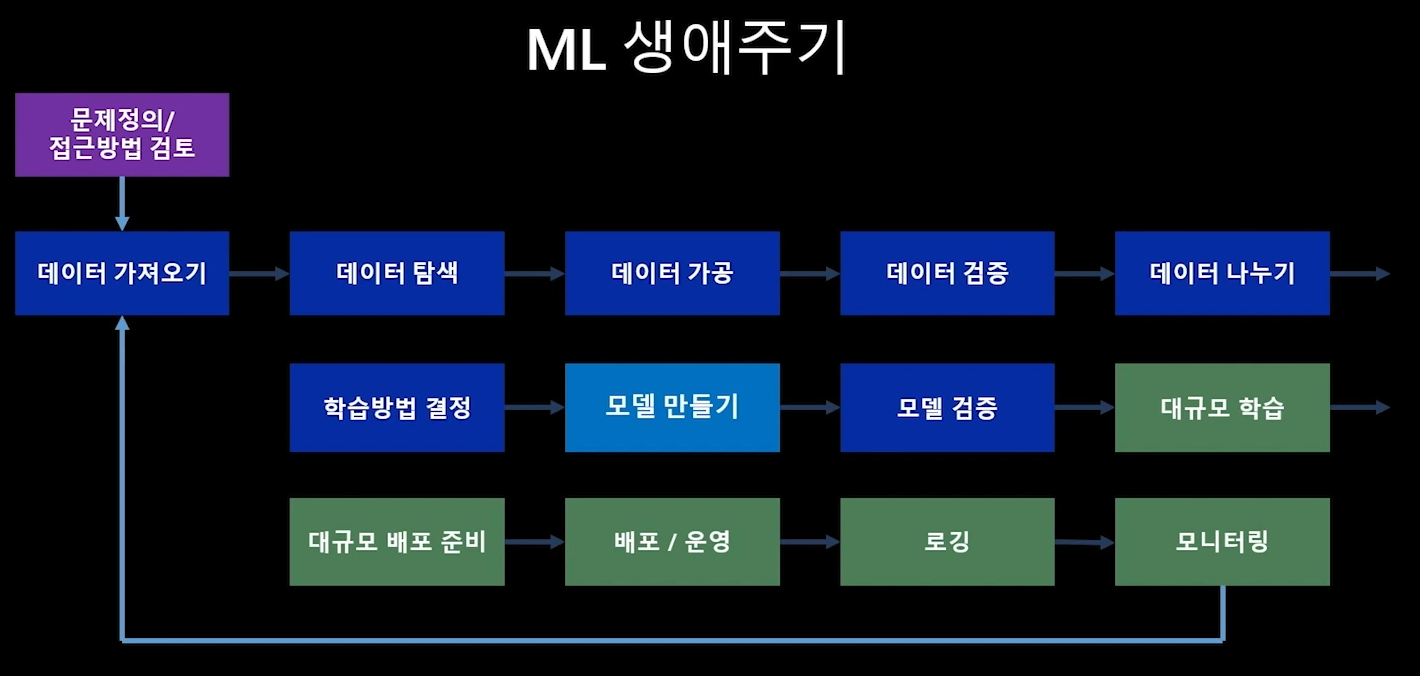 ML 생애주기
문제정의/
접근방법 검토
데이터 가져오기
데이터 탐색
데이터 가공
데이터 검증
데이터 나누기
학습방법 결정
모델 만들기
모델 검증
대규모 학습
대규모 배포 준비
배포 / 운영
로깅
모니터링